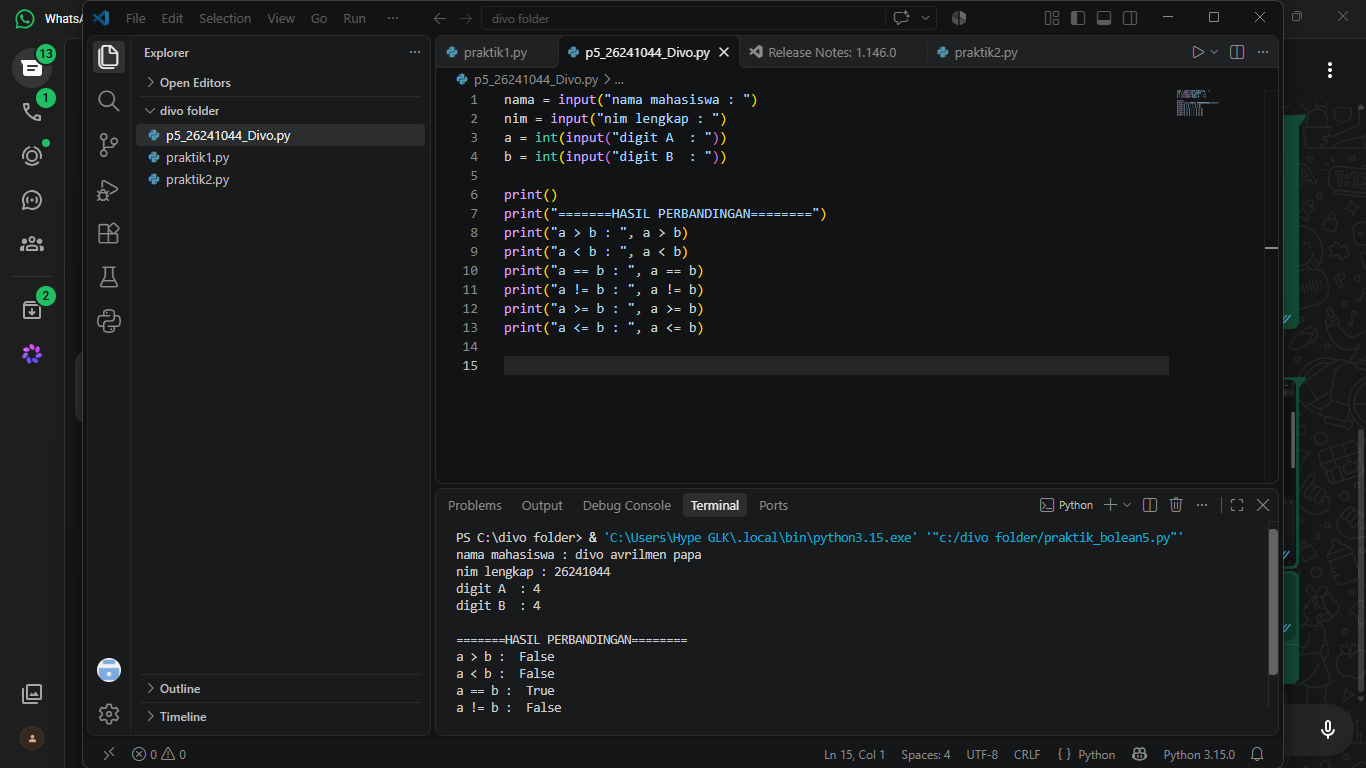 WhatsA
File Edit Selection View Go Run ···
divo folder
13
1
2
Explorer
Open Editors
divo folder
p5_26241044_Divo.py
praktik1.py
praktik2.py
Outline
Timeline
praktik1.py p5_26241044_Divo.py Release Notes: 1.146.0 praktik2.py
p5_26241044_Divo.py > ...
1 nama = input("nama mahasiswa : ")
2 nim = input("nim lengkap : ")
3 a = int(input("digit A  : "))
4 b = int(input("digit B  : "))
5
6 print()
7 print("=======HASIL PERBANDINGAN========")
8 print("a > b : ", a > b)
9 print("a < b : ", a < b)
10 print("a == b : ", a == b)
11 print("a != b : ", a != b)
12 print("a >= b : ", a >= b)
13 print("a <= b : ", a <= b)
14
15
Problems Output Debug Console Terminal Ports Python
PS C:\divo folder> & 'C:\Users\Hype GLK\.local\bin\python3.15.exe' '"c:/divo folder/praktik_bolean5.py"'
nama mahasiswa : divo avrilmen papa
nim lengkap : 26241044
digit A  : 4
digit B  : 4
=======HASIL PERBANDINGAN========
a > b :  False
a < b :  False
a == b :  True
a != b :  False
0 0 Ln 15, Col 1 Spaces: 4 UTF-8 CRLF { } Python Python 3.15.0